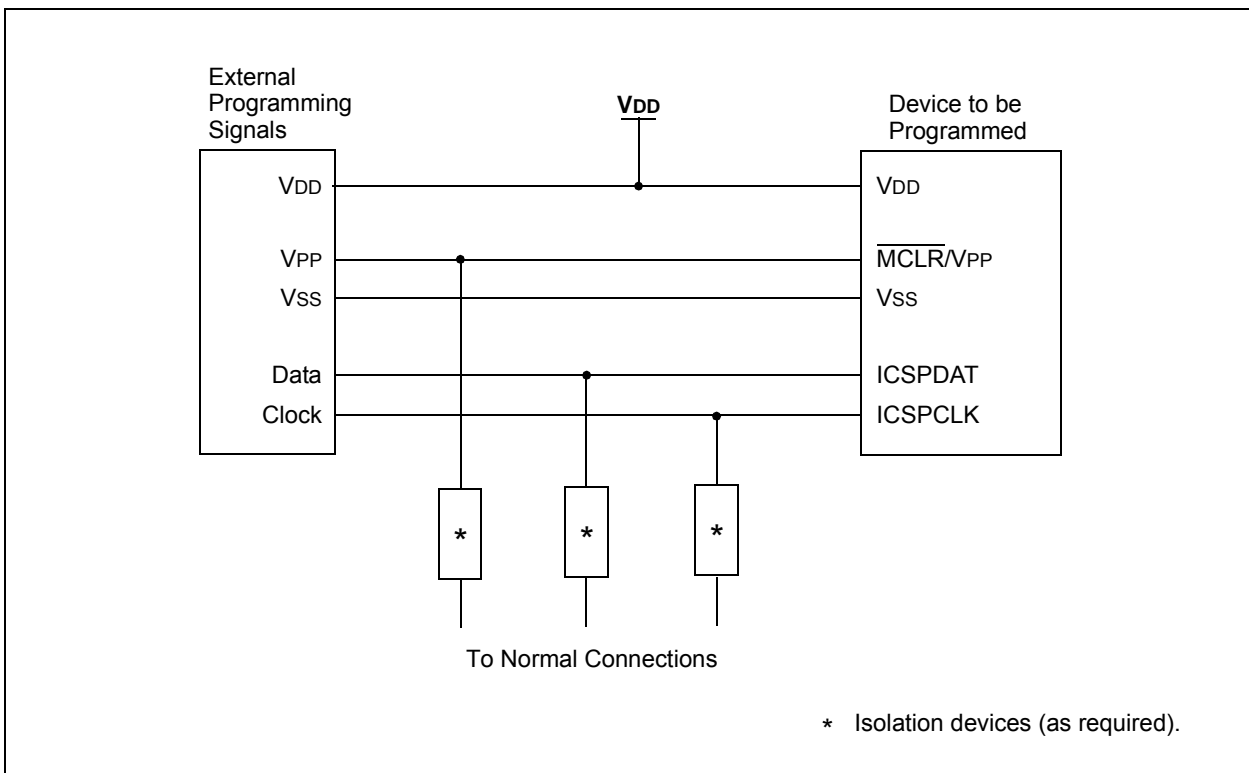 External
Programming
Signals
VDD
Device to be
Programmed
VDD
VDD
VPP
MCLR/VPP
VSS
VSS
Data
ICSPDAT
Clock
ICSPCLK
* * *
To Normal Connections
* Isolation devices (as required).